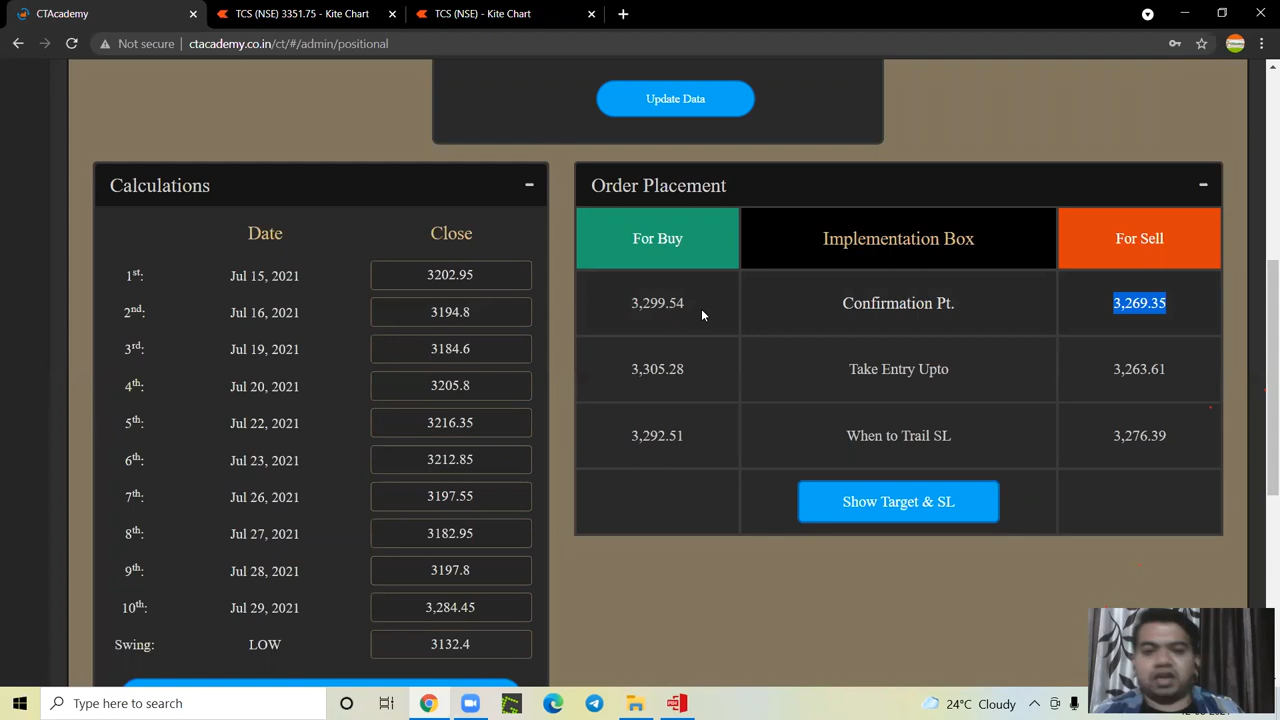 CTAcademy
TCS (NSE) 3351.75 - Kite Chart
TCS (NSE) - Kite Chart
Not secure ctacademy.co.in/ct/#/admin/positional
Update Data
Calculations
Date Close
1st: Jul 15, 2021 3202.95
2nd: Jul 16, 2021 3194.8
3rd: Jul 19, 2021 3184.6
4th: Jul 20, 2021 3205.8
5th: Jul 22, 2021 3216.35
6th: Jul 23, 2021 3212.85
7th: Jul 26, 2021 3197.55
8th: Jul 27, 2021 3182.95
9th: Jul 28, 2021 3197.8
10th: Jul 29, 2021 3,284.45
Swing: LOW 3132.4
Order Placement
For Buy Implementation Box For Sell
3,299.54 Confirmation Pt. 3,269.35
3,305.28 Take Entry Upto 3,263.61
3,292.51 When to Trail SL 3,276.39
Show Target & SL
Type here to search
24°C Cloudy